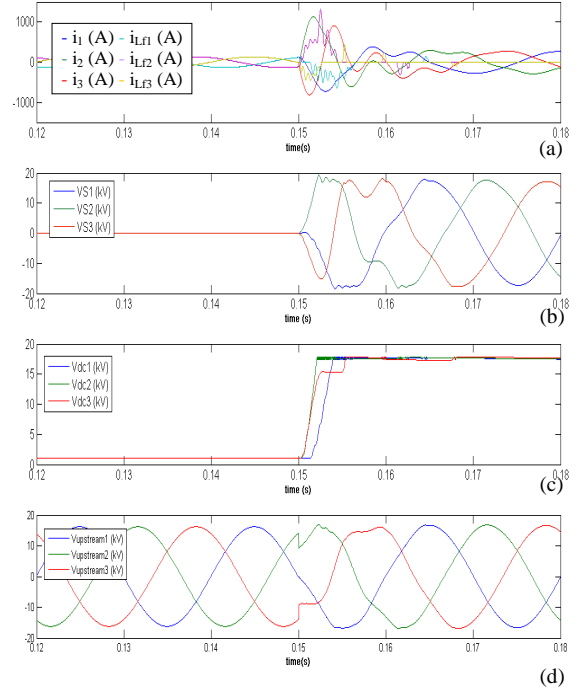 1000
0
-1000
i1 (A) iLf1 (A)
i2 (A) iLf2 (A)
i3 (A) iLf3 (A)
0.12 0.13 0.14 0.15 0.16 0.17 0.18
time(s)
(a)
20
10
0
-10
-20
VS1 (kV)
VS2 (kV)
VS3 (kV)
0.12 0.13 0.14 0.15 0.16 0.17 0.18
time (s)
(b)
20
15
10
5
0
Vdc1 (kV)
Vdc2 (kV)
Vdc3 (kV)
0.12 0.13 0.14 0.15 0.16 0.17 0.18
time (s)
(c)
20
10
0
-10
-20
Vupstream1 (kV)
Vupstream2 (kV)
Vupstream3 (kV)
0.12 0.13 0.14 0.15 0.16 0.17 0.18
time(s)
(d)